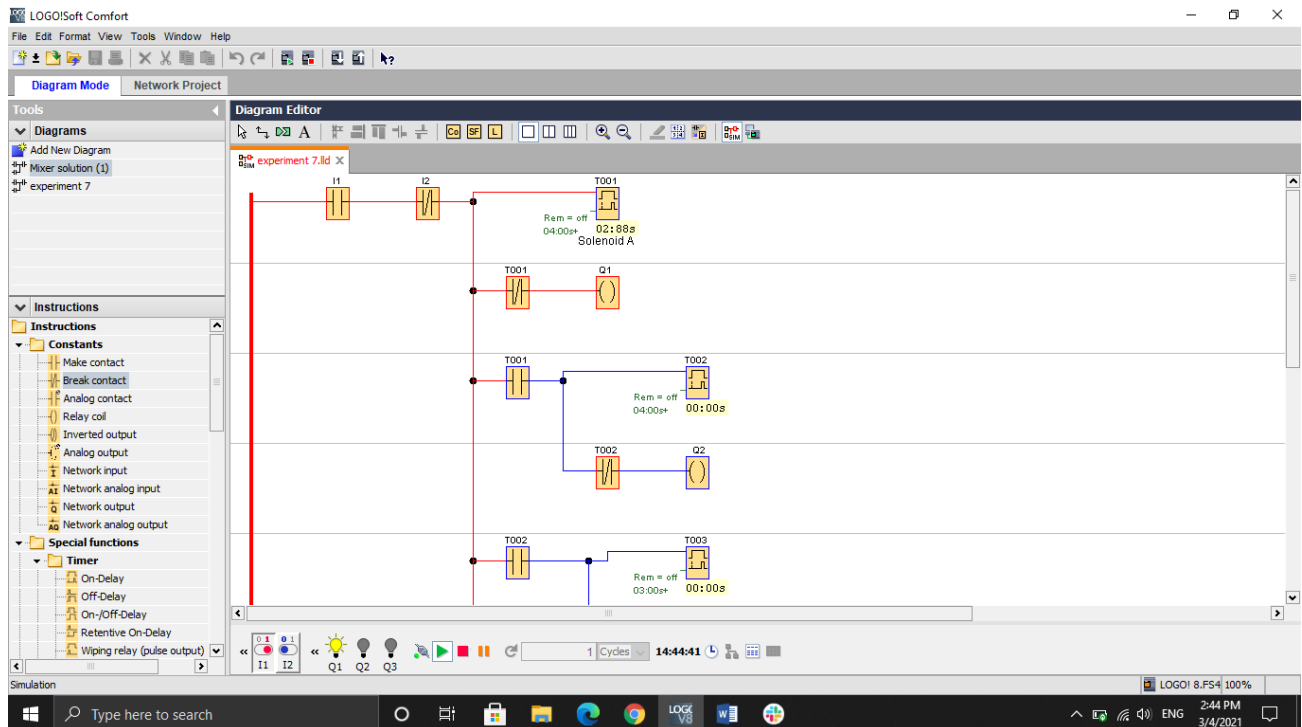 LOGO!Soft Comfort
File Edit Format View Tools Window Help
Diagram Mode Network Project
Tools
Diagram Editor
Diagrams
Add New Diagram
Mixer solution (1)
experiment 7
Co SF L
experiment 7.lld X
I1 I2 T001
Rem = off
04:00s+ 02:88s
Solenoid A
T001 Q1
T001 T002
Rem = off
04:00s+ 00:00s
T002 Q2
T002 T003
Rem = off
03:00s+ 00:00s
Instructions
Instructions
Constants
Make contact
Break contact
Analog contact
Relay coil
Inverted output
Analog output
Network input
Network analog input
Network output
Network analog output
Special functions
Timer
On-Delay
Off-Delay
On-/Off-Delay
Retentive On-Delay
Wiping relay (pulse output)
« 0 1 I1 0 1 I2 « Q1 Q2 Q3 1 Cycles 14:44:41
Simulation
LOGO! 8.FS4 100%
Type here to search
ENG
2:44 PM
3/4/2021